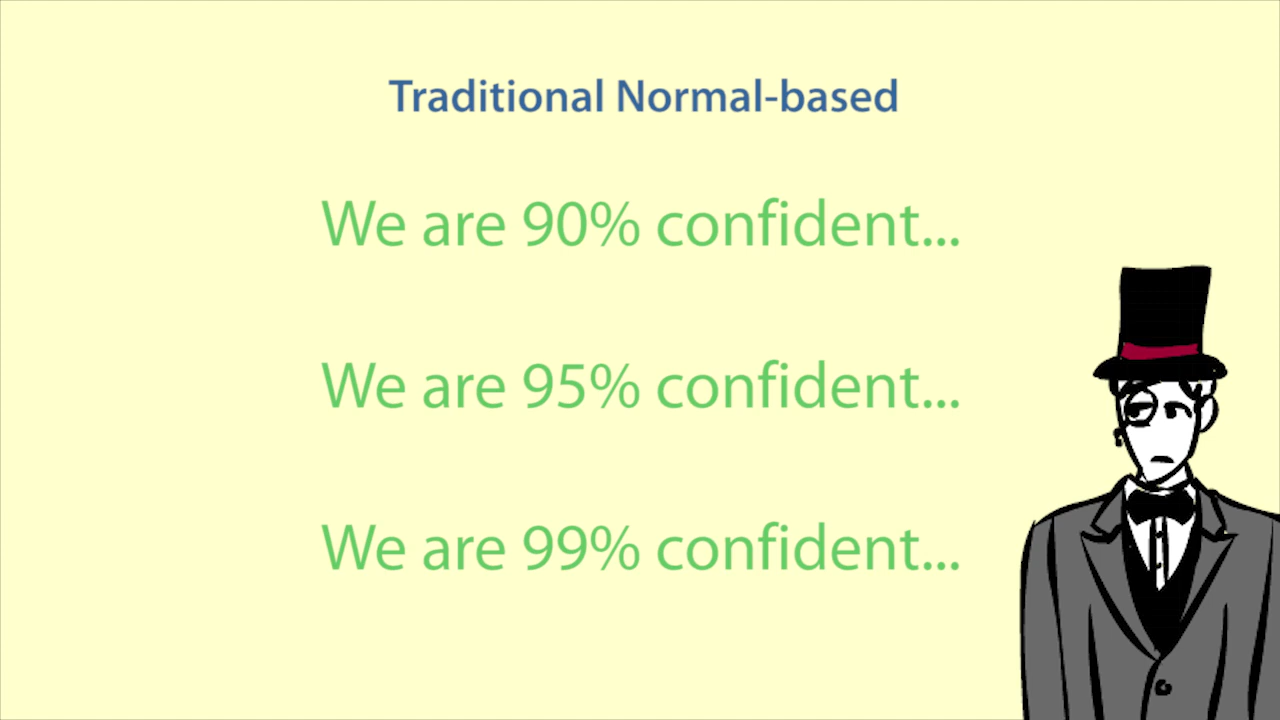 Traditional Normal-based
We are 90% confident...
We are 95% confident...
We are 99% confident...